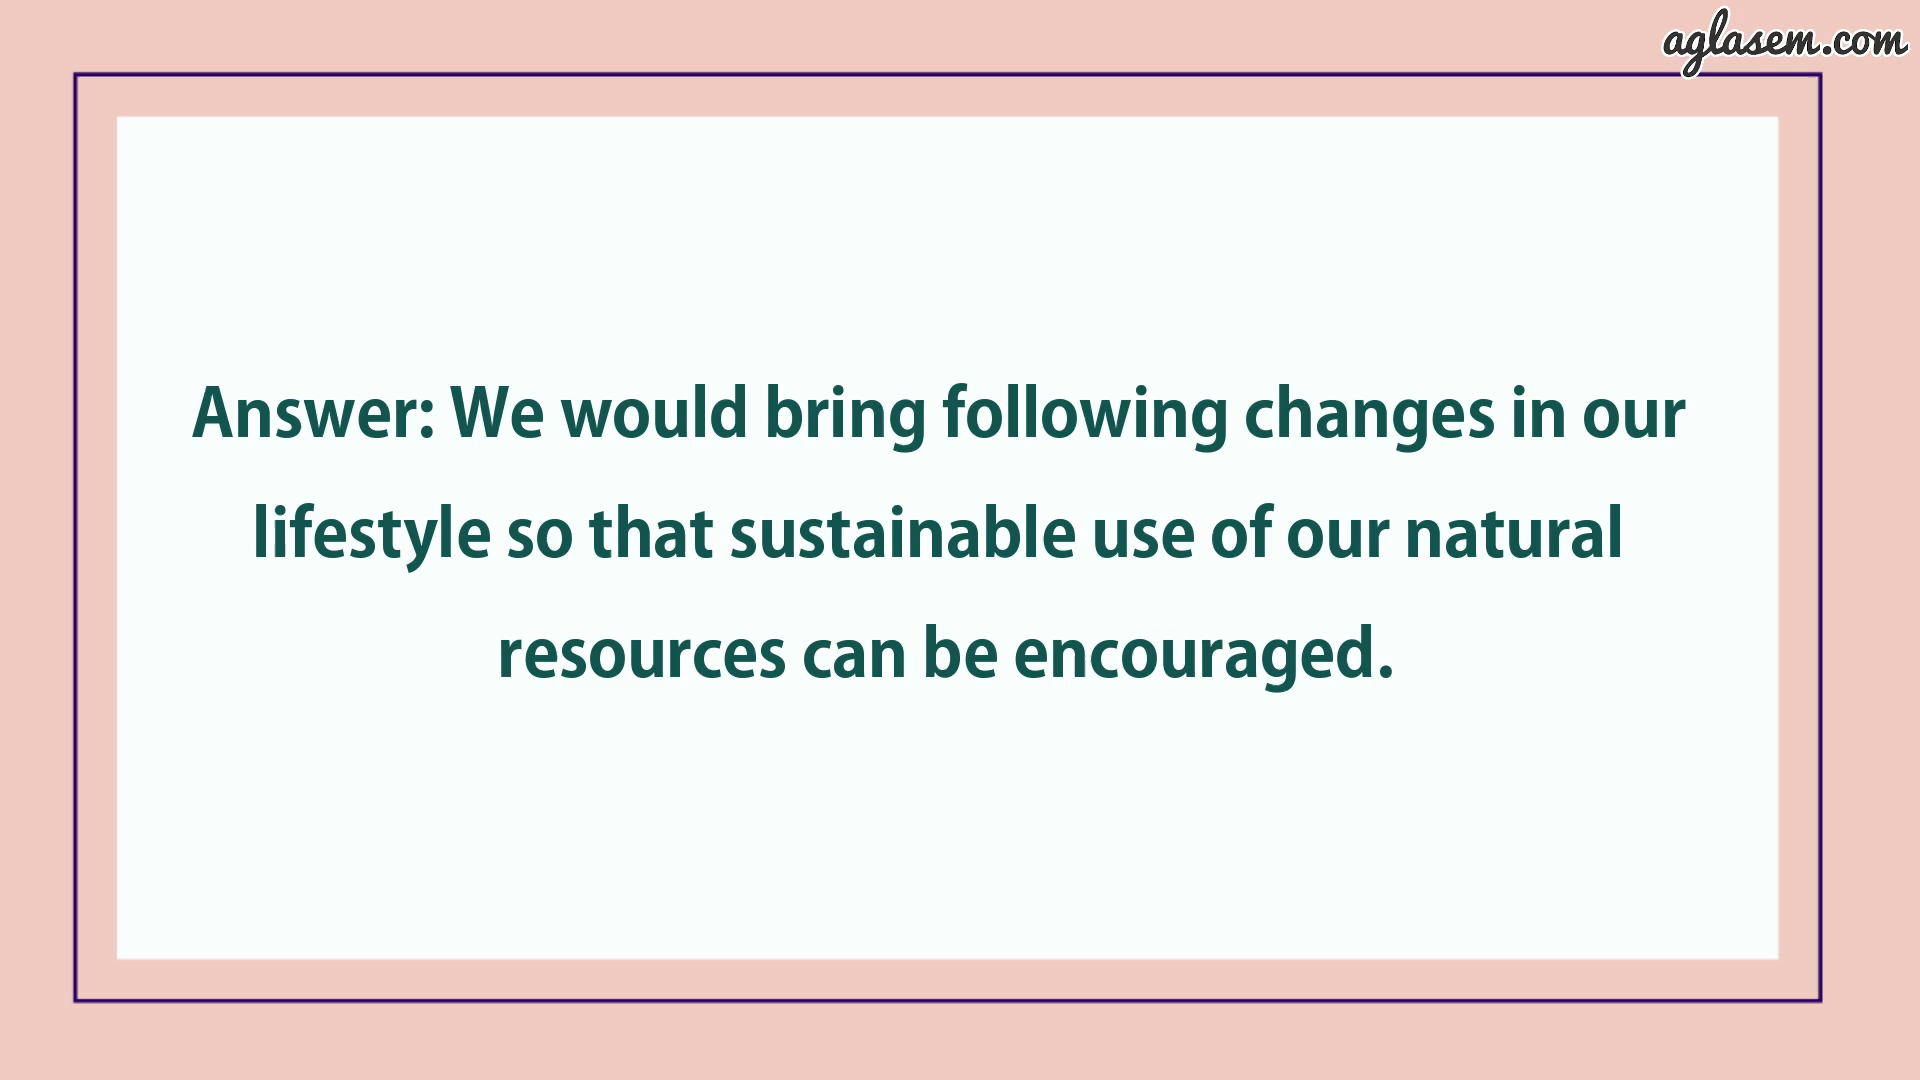 aglasem.com
Answer: We would bring following changes in our
lifestyle so that sustainable use of our natural
resources can be encouraged.